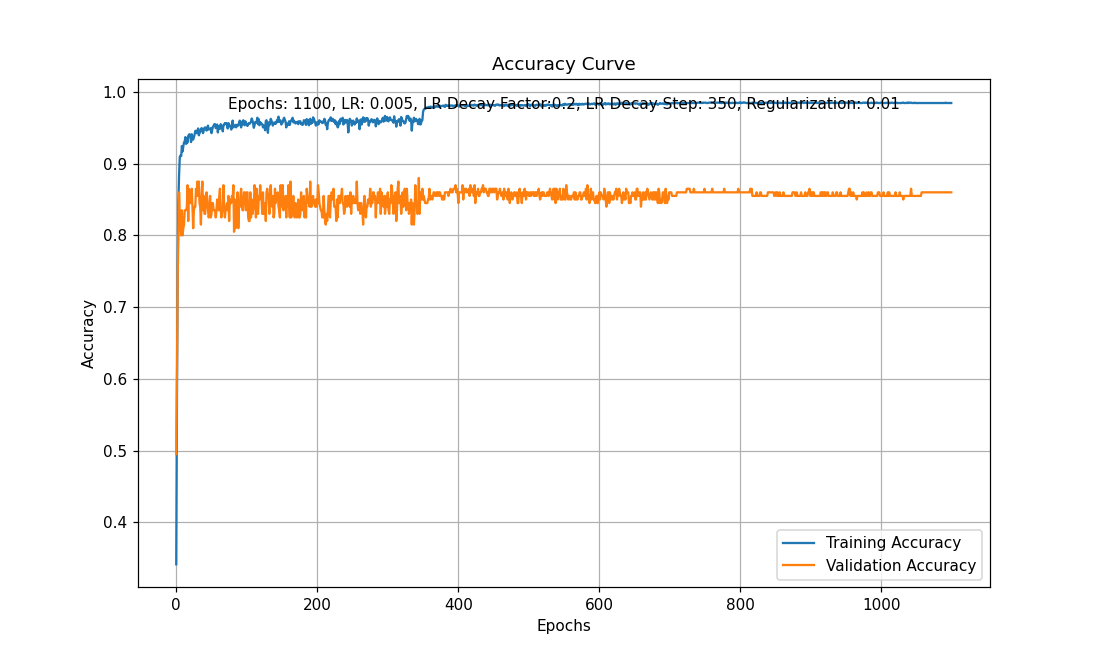 Accuracy Curve
Epochs: 1100, LR: 0.005, LR Decay Factor:0.2, LR Decay Step: 350, Regularization: 0.01
1.0
0.9
0.8
0.7
0.6
0.5
0.4
Accuracy
Training Accuracy
Validation Accuracy
0 200 400 600 800 1000
Epochs